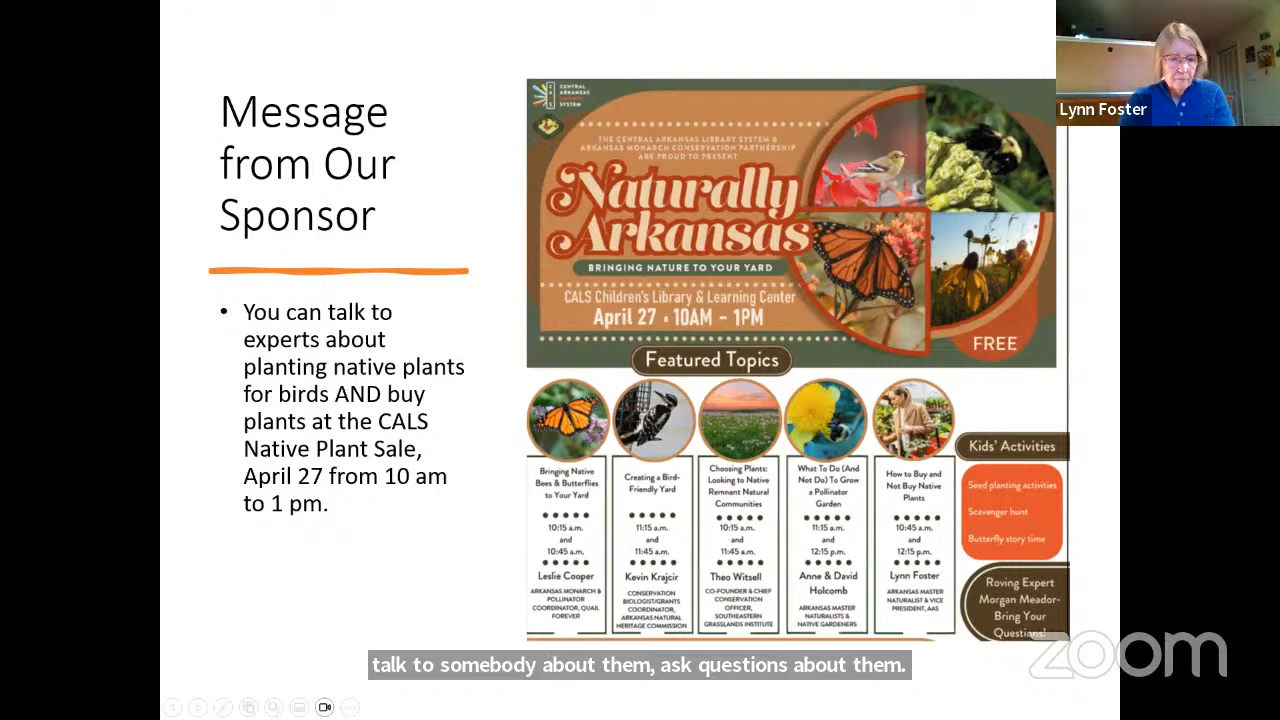 Message
from Our
Sponsor
• You can talk to
experts about
planting native plants
for birds AND buy
plants at the CALS
Native Plant Sale,
April 27 from 10 am
to 1 pm.
CALS
CENTRAL
ARKANSAS
LIBRARY
SYSTEM
THE CENTRAL ARKANSAS LIBRARY SYSTEM &
ARKANSAS MONARCH CONSERVATION PARTNERSHIP
ARE PROUD TO PRESENT
Naturally
Arkansas
BRINGING NATURE TO YOUR YARD
CALS Children's Library & Learning Center
April 27 • 10AM - 1PM
FREE
Featured Topics
Bringing Native
Bees & Butterflies
to Your Yard
10:15 a.m.
and
10:45 a.m.
Leslie Cooper
ARKANSAS MONARCH &
POLLINATOR
COORDINATOR, QUAIL
FOREVER
Creating a Bird-
Friendly Yard
11:15 a.m.
and
11:45 a.m.
Kevin Krajcir
CONSERVATION
BIOLOGIST/GRANTS
COORDINATOR,
ARKANSAS NATURAL
HERITAGE COMMISSION
Choosing Plants:
Looking to Native
Remnant Natural
Communities
10:15 a.m.
and
11:45 a.m.
Theo Witsell
CO-FOUNDER & CHIEF
CONSERVATION
OFFICER,
SOUTHEASTERN
GRASSLANDS INSTITUTE
What To Do (And
Not Do) To Grow
a Pollinator
Garden
11:15 a.m.
and
12:15 p.m.
Anne & David
Holcomb
ARKANSAS MASTER
NATURALISTS &
NATIVE GARDENERS
How to Buy and
Not Buy Native
Plants
10:45 a.m.
and
12:15 p.m.
Lynn Foster
ARKANSAS MASTER
NATURALIST & VICE
PRESIDENT, AAS
Kids' Activities
Seed planting activities
Scavenger hunt
Butterfly story time
Roving Expert
Morgan Meador-
Bring Your
Questions!
Lynn Foster
talk to somebody about them, ask questions about them.
zoom